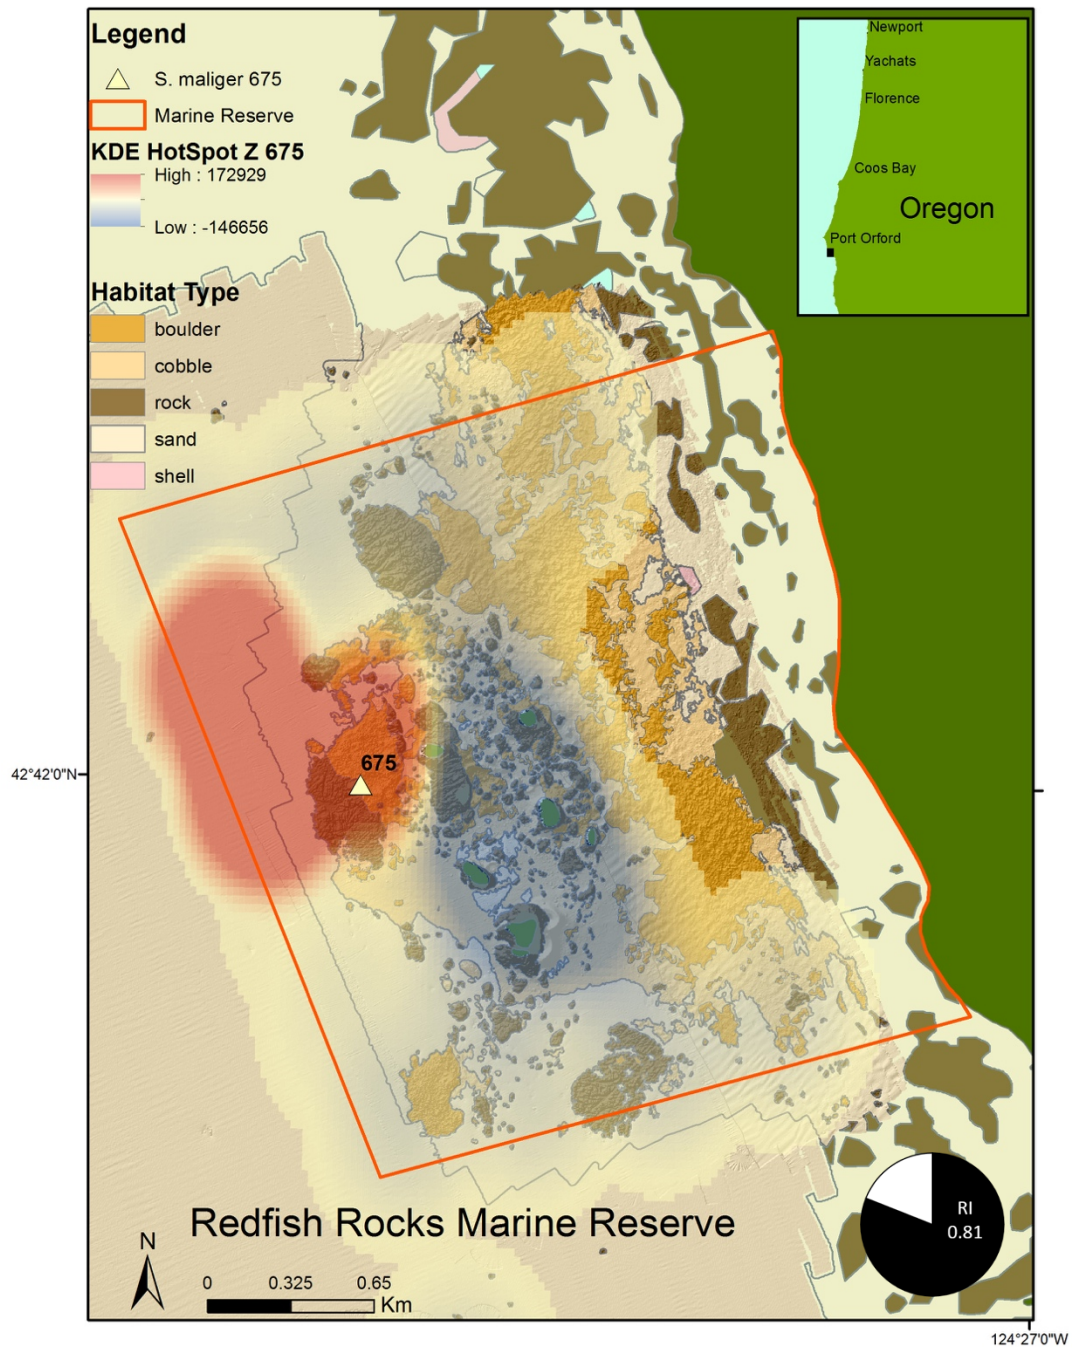 Legend
S. maliger 675
Marine Reserve
KDE HotSpot Z 675
High : 172929
Low : -146656
Habitat Type
boulder
cobble
rock
sand
shell
Newport
Yachats
Florence
Coos Bay
Oregon
Port Orford
675
42°42'0"N
Redfish Rocks Marine Reserve
RI
0.81
N
0 0.325 0.65
Km
124°27'0"W